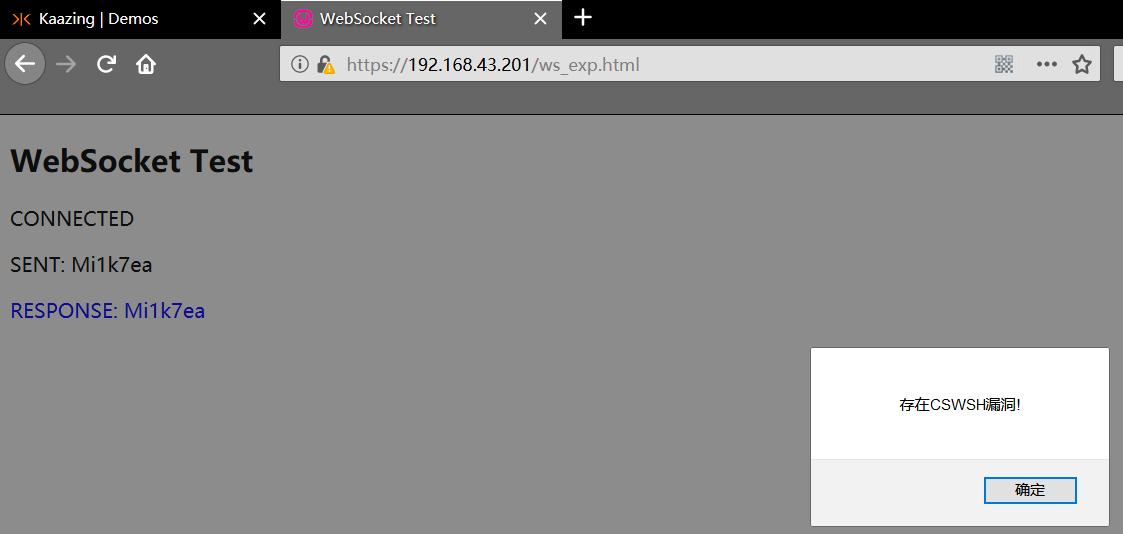 Kaazing | Demos
WebSocket Test
https://192.168.43.201/ws_exp.html
WebSocket Test
CONNECTED
SENT: Mi1k7ea
RESPONSE: Mi1k7ea
存在CSWSH漏洞!
确定